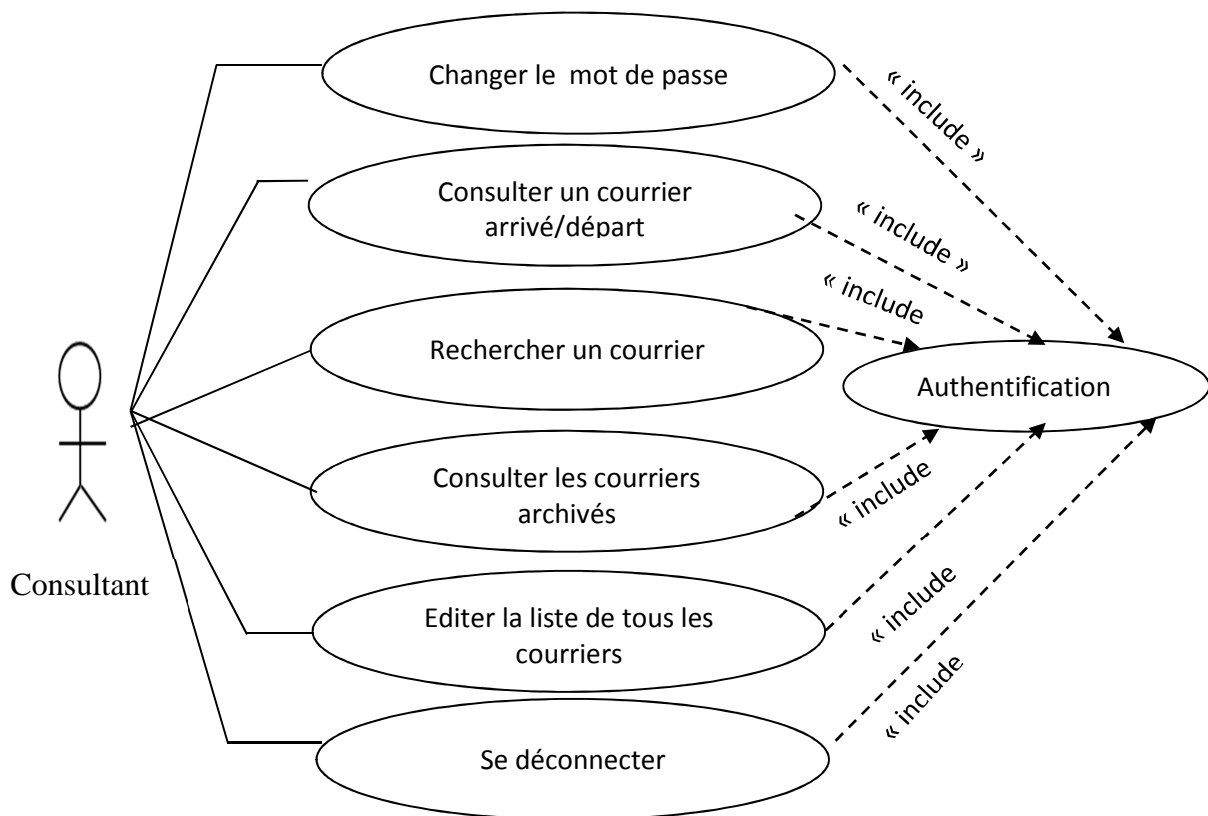 Changer le mot de passe
« include »
Consulter un courrier
arrivé/départ
« include »
« include
Rechercher un courrier
Authentification
Consulter les courriers
archivés
« include
Consultant
Editer la liste de tous les
courriers
« include
« include
Se déconnecter